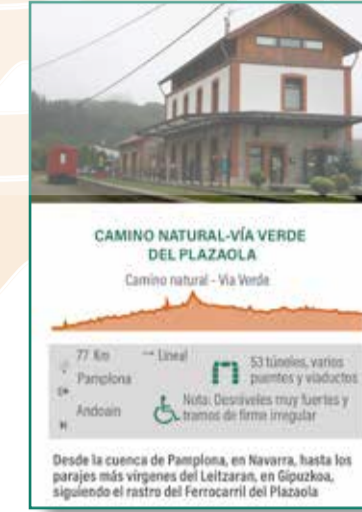 CAMINO NATURAL-VÍA VERDE
DEL PLAZAOLA
Camino natural - Vía Verde
77 Km
Lineal
Pamplona
Andoain
53 túneles, varios
puentes y viaductos
Nota: Desniveles muy fuertes y
tramos de firme irregular
Desde la cuenca de Pamplona, en Navarra, hasta los
parajes más vírgenes del Leitzaran, en Gipuzkoa,
siguiendo el rastro del Ferrocarril del Plazaola